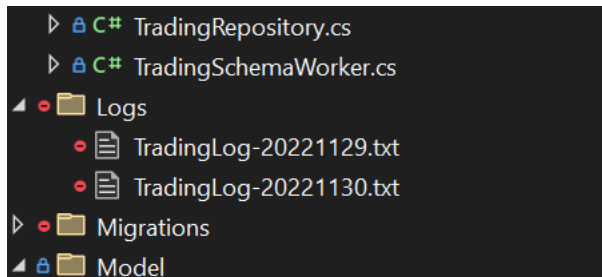 C# TradingRepository.cs
C# TradingSchemaWorker.cs
Logs
TradingLog-20221129.txt
TradingLog-20221130.txt
Migrations
Model